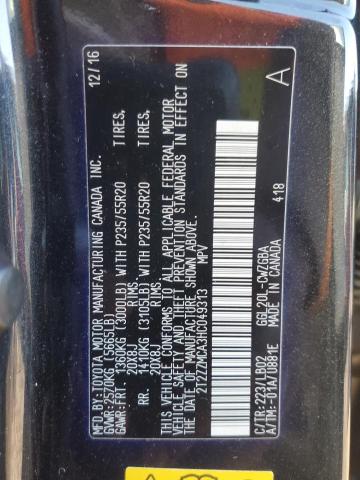 MFD.BY:TOYOTA MOTOR MANUFACTURING CANADA INC. 12/16
GVWR:2570KG (5665LB)
GAWR:FRT. 1360KG (3000LB) WITH P235/55R20 TIRES,
20X8J RIMS.
RR. 1410KG (3105LB) WITH P235/55R20 TIRES,
20X8J RIMS.
THIS VEHICLE CONFORMS TO ALL APPLICABLE FEDERAL MOTOR
VEHICLE SAFETY AND THEFT PREVENTION STANDARDS IN EFFECT ON
THE DATE OF MANUFACTURE SHOWN ABOVE.
2T2ZZMCA3HC049313 MPV
A
C/TR:223/LB02 GGL20L-CWZGBA
A/TM:-01A/U881E MADE IN CANADA 418